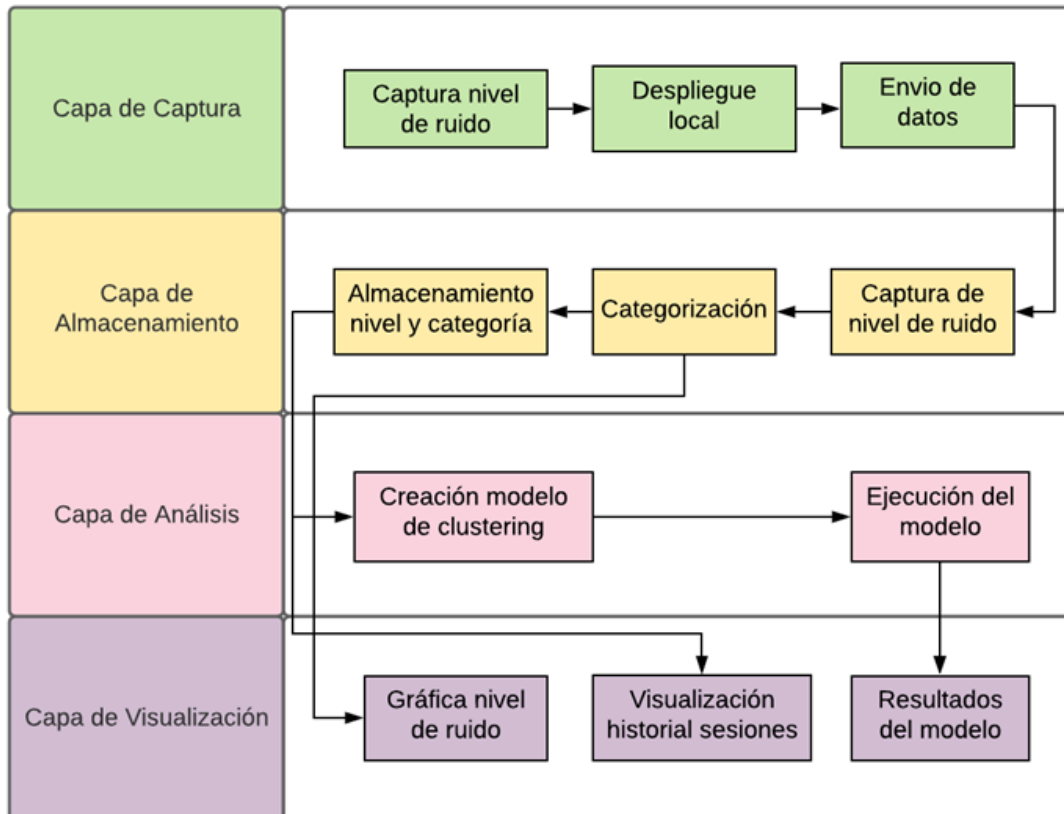 Capa de Captura
Captura nivel
de ruido
Despliegue
local
Envio de
datos
Capa de
Almacenamiento
Almacenamiento
nivel y categoría
Categorización
Captura de
nivel de ruido
Capa de Análisis
Creación modelo
de clustering
Ejecución del
modelo
Capa de Visualización
Gráfica nivel
de ruido
Visualización
historial sesiones
Resultados
del modelo